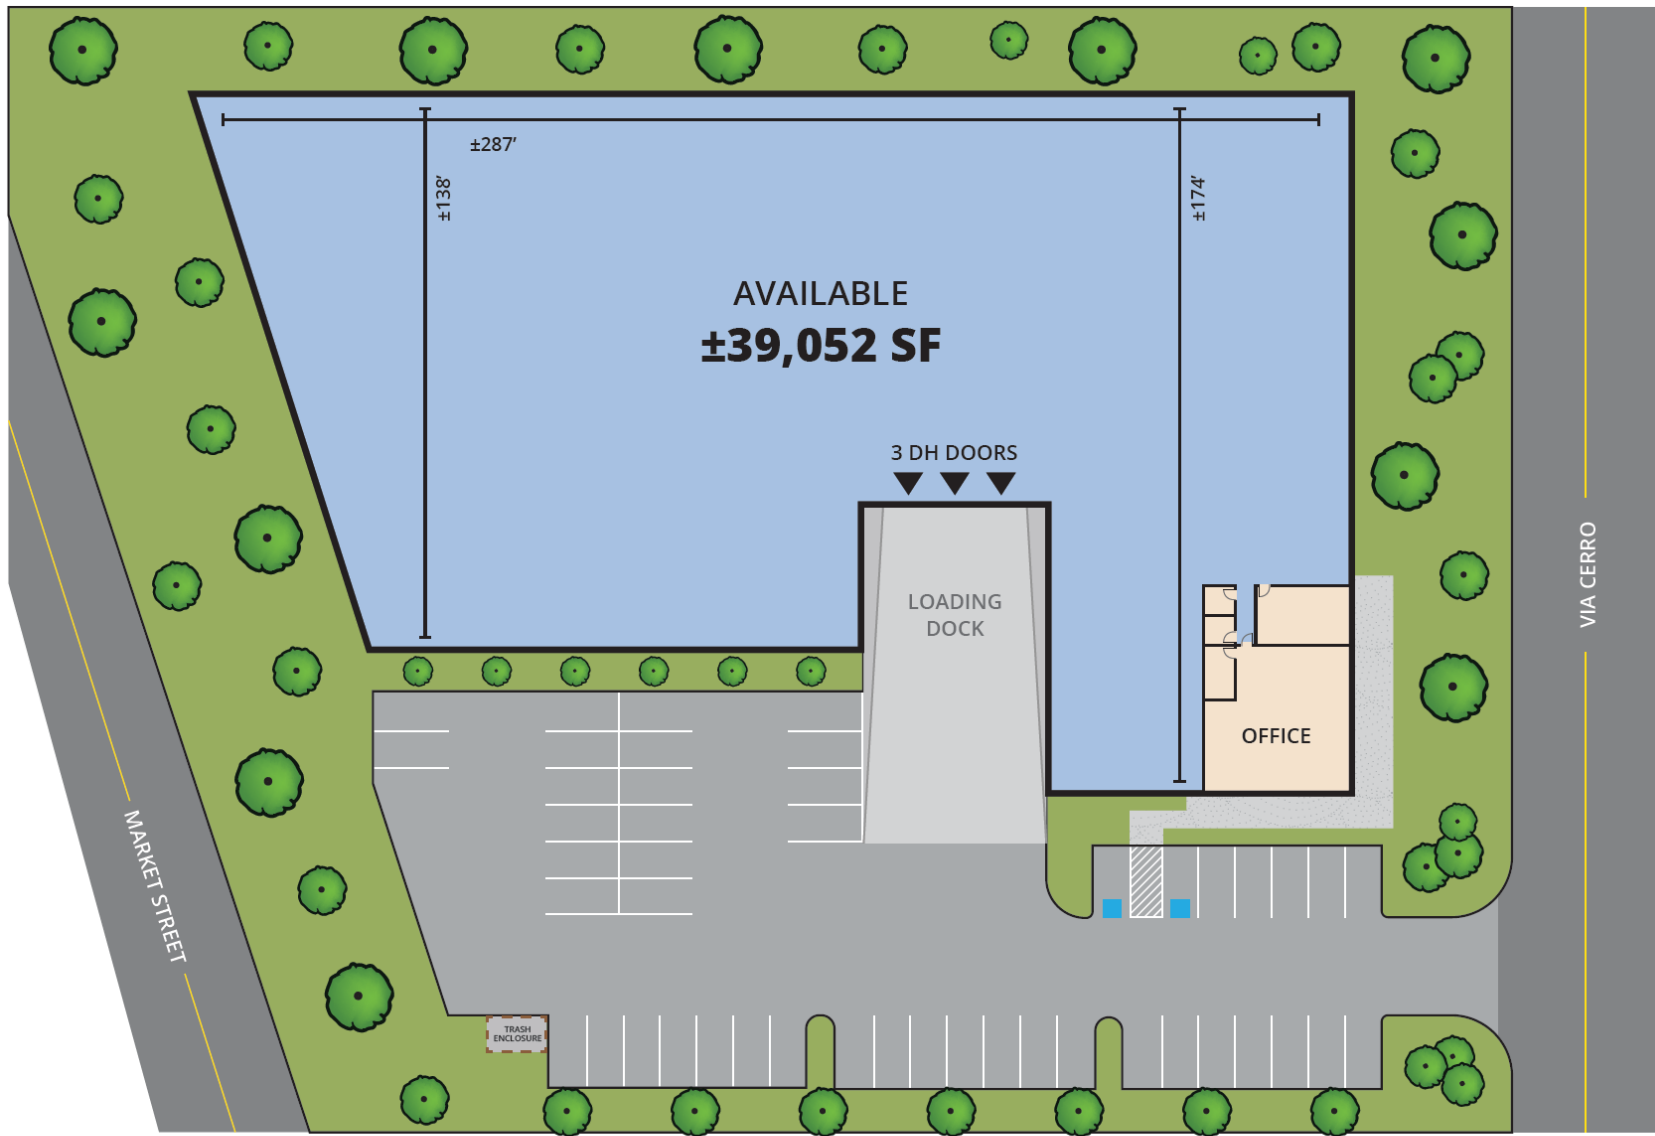 ±287’
±138’
±174’
AVAILABLE
±39,052 SF
3 DH DOORS
LOADING
DOCK
OFFICE
VIA CERRO
MARKET STREET
TRASH
ENCLOSURE